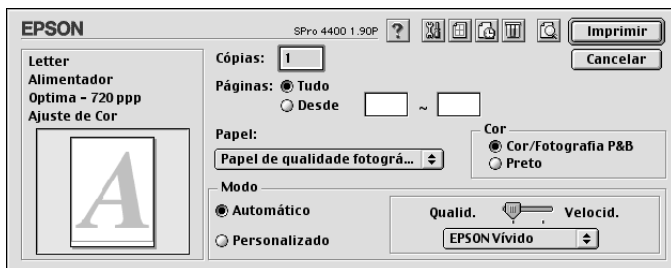 EPSON
SPro 4400 1.90P
?
Imprimir
Letter
Alimentador
Optima - 720 ppp
Ajuste de Cor
A
Cópias: 1
Cancelar
Páginas: Tudo
Desde ~
Papel:
Papel de qualidade fotográ...
Cor
Cor/Fotografia P&B
Preto
Modo
Automático
Personalizado
Qualid. Velocid.
EPSON Vívido